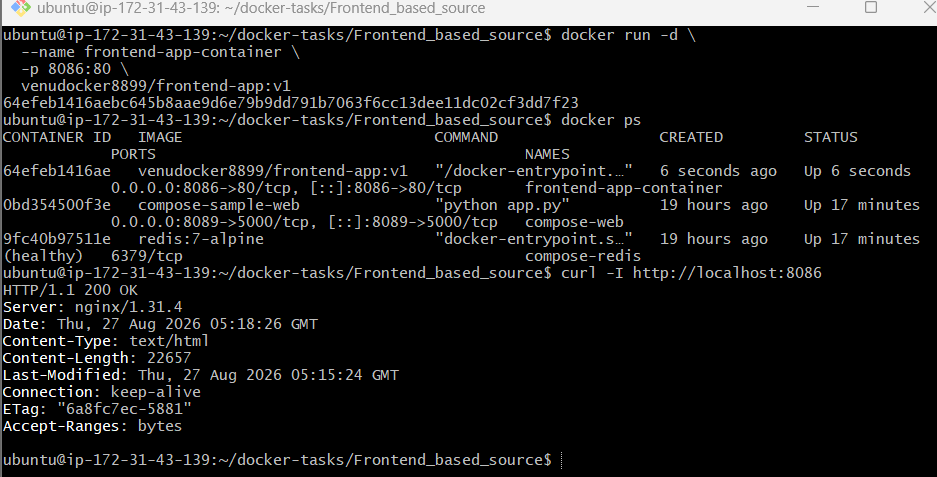 ubuntu@ip-172-31-43-139: ~/docker-tasks/Frontend_based_source
ubuntu@ip-172-31-43-139:~/docker-tasks/Frontend_based_source$ docker run -d \
  --name frontend-app-container \
  -p 8086:80 \
  venudocker8899/frontend-app:v1
64efeb1416aebc645b8aae9d6e79b9dd791b7063f6cc13dee11dc02cf3dd7f23
ubuntu@ip-172-31-43-139:~/docker-tasks/Frontend_based_source$ docker ps
CONTAINER ID   IMAGE                            COMMAND                  CREATED         STATUS
            PORTS                                         NAMES
64efeb1416ae   venudocker8899/frontend-app:v1   "/docker-entrypoint.…"   6 seconds ago   Up 6 seconds
            0.0.0.0:8086->80/tcp, [::]:8086->80/tcp       frontend-app-container
0bd354500f3e   compose-sample-web               "python app.py"          19 hours ago    Up 17 minutes
            0.0.0.0:8089->5000/tcp, [::]:8089->5000/tcp   compose-web
9fc40b97511e   redis:7-alpine                   "docker-entrypoint.s…"   19 hours ago    Up 17 minutes
(healthy)   6379/tcp                                      compose-redis
ubuntu@ip-172-31-43-139:~/docker-tasks/Frontend_based_source$ curl -I http://localhost:8086
HTTP/1.1 200 OK
Server: nginx/1.31.4
Date: Thu, 27 Aug 2026 05:18:26 GMT
Content-Type: text/html
Content-Length: 22657
Last-Modified: Thu, 27 Aug 2026 05:15:24 GMT
Connection: keep-alive
ETag: "6a8fc7ec-5881"
Accept-Ranges: bytes
ubuntu@ip-172-31-43-139:~/docker-tasks/Frontend_based_source$